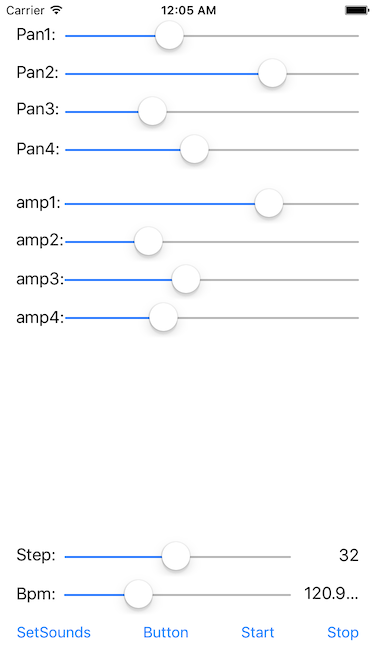 Carrier 12:05 AM
Pan1:
Pan2:
Pan3:
Pan4:
amp1:
amp2:
amp3:
amp4:
Step: 32
Bpm: 120.9...
SetSounds Button Start Stop